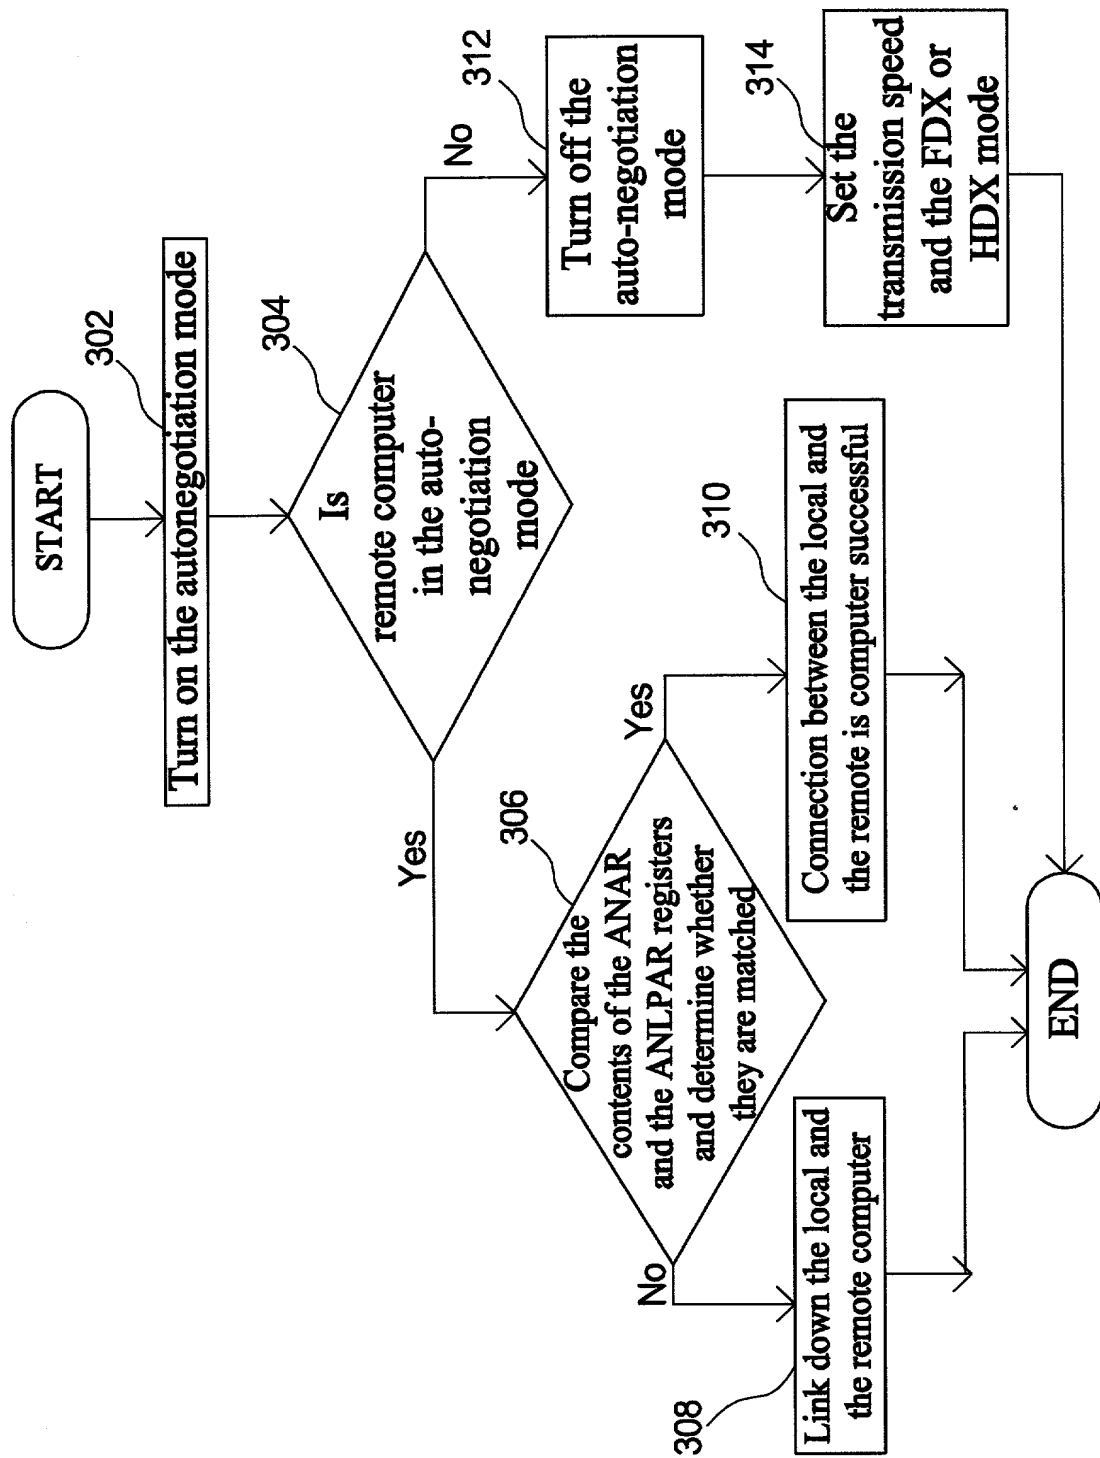 START
302
Turn on the autonegotiation mode
304
Is
remote computer
in the auto-
negotiation
mode
No
312
Turn off the
auto-negotiation
mode
314
Set the
transmission speed
and the FDX or
HDX mode
Yes
306
Compare the
contents of the ANAR
and the ANLPAR registers
and determine whether
they are matched
Yes
310
Connection between the local and
the remote is computer successful
No
308
Link down the local and
the remote computer
END